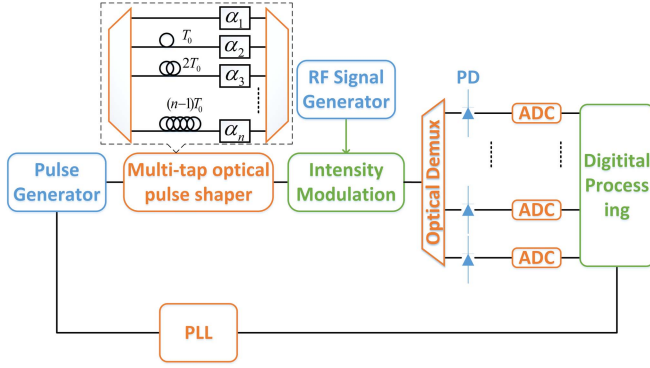 α₁
T₀
α₂
2T₀
α₃
(n−1)T₀
αₙ
RF Signal
Generator
PD
Pulse
Generator
Multi-tap optical
pulse shaper
Intensity
Modulation
Optical Demux
ADC
ADC
ADC
Digitital
Process
ing
PLL